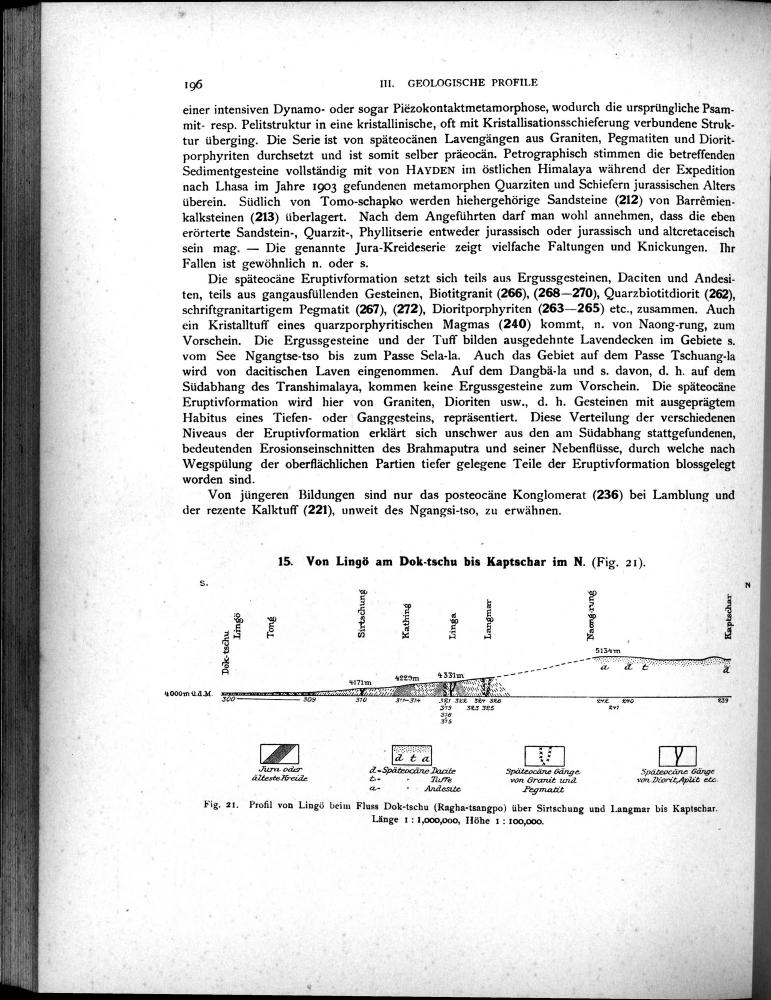 196
III. GEOLOGISCHE PROFILE
einer intensiven Dynamo- oder sogar Piëzokontaktmetamorphose, wodurch die ursprüngliche Psam-
mit- resp. Pelitstruktur in eine kristallinische, oft mit Kristallisationsschieferung verbundene Struk-
tur überging. Die Serie ist von späteocänen Lavengängen aus Graniten, Pegmatiten und Diorit-
porphyriten durchsetzt und ist somit selber präeocän. Petrographisch stimmen die betreffenden
Sedimentgesteine vollständig mit von HAYDEN im östlichen Himalaya während der Expedition
nach Lhasa im Jahre 1903 gefundenen metamorphen Quarziten und Schiefern jurassischen Alters
überein. Südlich von Tomo-schapko werden hiehergehörige Sandsteine (212) von Barrêmien-
kalksteinen (213) überlagert. Nach dem Angeführten darf man wohl annehmen, dass die eben
erörterte Sandstein-, Quarzit-, Phyllitserie entweder jurassisch oder jurassisch und altcretaceisch
sein mag. — Die genannte Jura-Kreideserie zeigt vielfache Faltungen und Knickungen. Ihr
Fallen ist gewöhnlich n. oder s.
Die späteocäne Eruptivformation setzt sich teils aus Ergussgesteinen, Daciten und Andesi-
ten, teils aus gangausfüllenden Gesteinen, Biotitgranit (266), (268—270), Quarzbiotitdiorit (262),
schriftgranitartigem Pegmatit (267), (272), Dioritporphyriten (263—265) etc., zusammen. Auch
ein Kristalltuff eines quarzporphyritischen Magmas (240) kommt, n. von Naong-rung, zum
Vorschein. Die Ergussgesteine und der Tuff bilden ausgedehnte Lavendecken im Gebiete s.
vom See Ngangtse-tso bis zum Passe Sela-la. Auch das Gebiet auf dem Passe Tschuang-la
wird von dacitischen Laven eingenommen. Auf dem Dangbä-la und s. davon, d. h. auf dem
Südabhang des Transhimalaya, kommen keine Ergussgesteine zum Vorschein. Die späteocäne
Eruptivformation wird hier von Graniten, Dioriten usw., d. h. Gesteinen mit ausgeprägtem
Habitus eines Tiefen- oder Ganggesteins, repräsentiert. Diese Verteilung der verschiedenen
Niveaus der Eruptivformation erklärt sich unschwer aus den am Südabhang stattgefundenen,
bedeutenden Erosionseinschnitten des Brahmaputra und seiner Nebenflüsse, durch welche nach
Wegspülung der oberflächlichen Partien tiefer gelegene Teile der Eruptivformation blossgelegt
worden sind.
Von jüngeren Bildungen sind nur das posteocäne Konglomerat (236) bei Lamblung und
der rezente Kalktuff (221), unweit des Ngangsi-tso, zu erwähnen.
15. Von Lingö am Dok-tschu bis Kaptschar im N. (Fig. 21).
S.
N
Dok-tschu
Lingö
Tong
Sirtschung
Kathing
Linga
Langmar
Naong-rung
Kaptschar
5134m
4331m
4229m
4171m
a d t
d
4000m ü.d.M.
300
309
310
311-314
321 322 324 326
242 240
239
319 323 325
241
318
315
d t a
Jura oder
älteste Kreide
d-Späteocäne Dacite
t- " Tuffe
a- " Andesite
Späteocäne Gänge
von Granit und
Pegmatit
Späteocäne Gänge
von Diorit, Aplit etc.
Fig. 21. Profil von Lingö beim Fluss Dok-tschu (Ragha-tsangpo) über Sirtschung und Langmar bis Kaptschar.
Länge 1 : 1,000,000, Höhe 1 : 100,000.